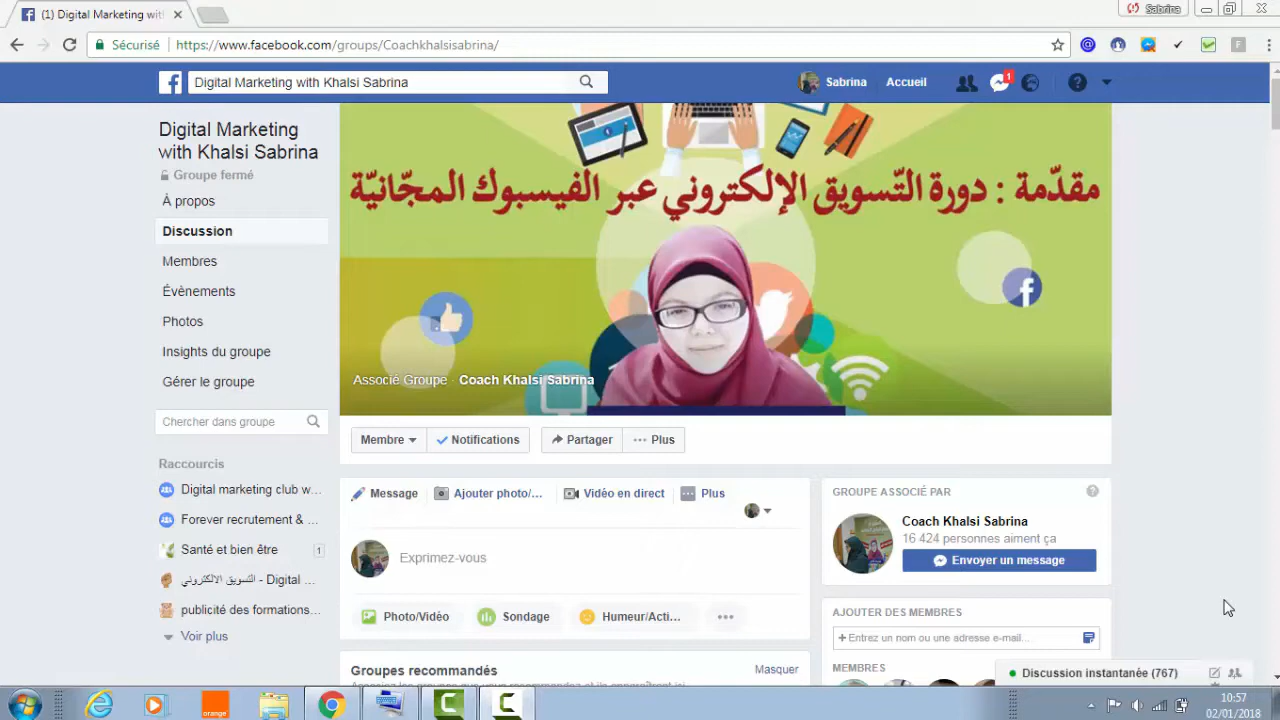 (1) Digital Marketing wit
Sabrina
Sécurisé
https://www.facebook.com/groups/Coachkhalsisabrina/
Digital Marketing with Khalsi Sabrina
Sabrina
Accueil
1
Digital Marketing
with Khalsi Sabrina
Groupe fermé
À propos
Discussion
Membres
Évènements
Photos
Insights du groupe
Gérer le groupe
Chercher dans groupe
Raccourcis
Digital marketing club w...
Forever recrutement & ...
Santé et bien être
1
التسويق الالكتروني - Digital ...
publicité des formations...
Voir plus
مقدّمة : دورة التّسويق الإلكتروني عبر الفيسبوك المجّانيّة
Associé Groupe · Coach Khalsi Sabrina
Membre
Notifications
Partager
Plus
Message
Ajouter photo/...
Vidéo en direct
Plus
Exprimez-vous
Photo/Vidéo
Sondage
Humeur/Acti...
Groupes recommandés
Masquer
GROUPE ASSOCIÉ PAR
Coach Khalsi Sabrina
16 424 personnes aiment ça
Envoyer un message
AJOUTER DES MEMBRES
+ Entrez un nom ou une adresse e-mail...
MEMBRES
Discussion instantanée (767)
orange
10:57
02/01/2018